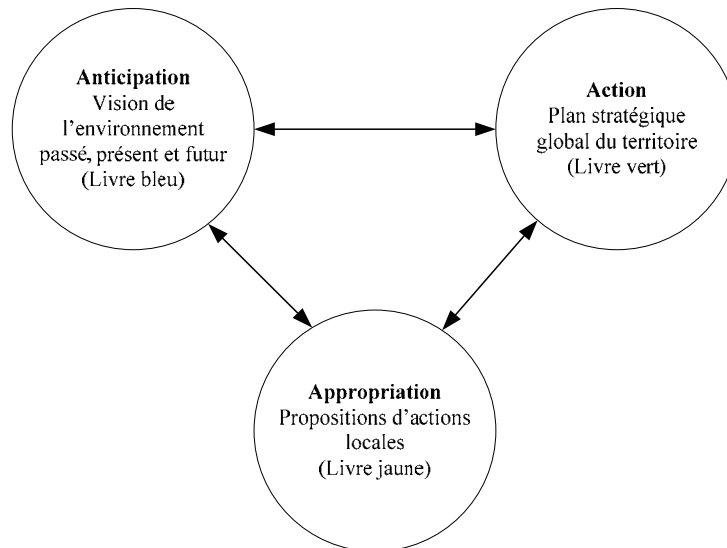 Anticipation
Vision de
l'environnement
passé, présent et futur
(Livre bleu)
Action
Plan stratégique
global du territoire
(Livre vert)
Appropriation
Propositions d'actions
locales
(Livre jaune)